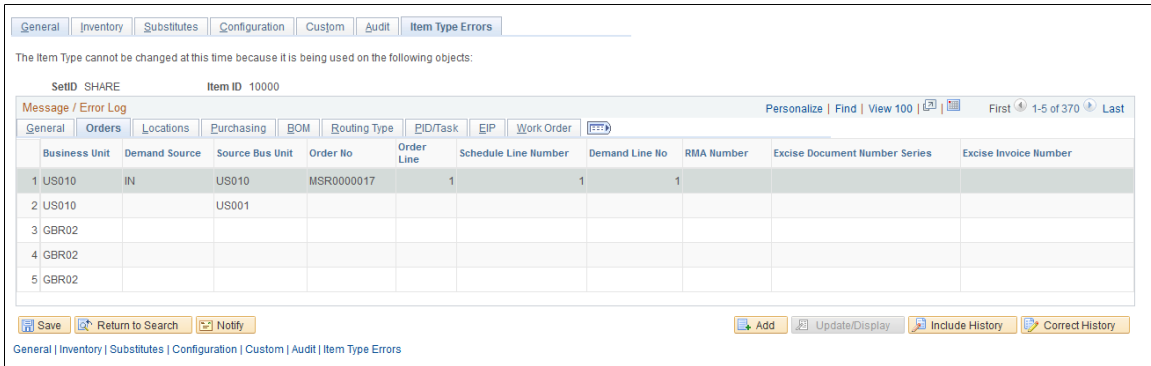 General Inventory Substitutes Configuration Custom Audit Item Type Errors
The Item Type cannot be changed at this time because it is being used on the following objects:
SetID SHARE Item ID 10000
Message / Error Log Personalize | Find | View 100 | First 1-5 of 370 Last
General Orders Locations Purchasing BOM Routing Type PID/Task EIP Work Order
Business Unit Demand Source Source Bus Unit Order No Order Line Schedule Line Number Demand Line No RMA Number Excise Document Number Series Excise Invoice Number
1 US010 IN US010 MSR0000017 1 1 1
2 US010 US001
3 GBR02
4 GBR02
5 GBR02
Save Return to Search Notify Add Update/Display Include History Correct History
General | Inventory | Substitutes | Configuration | Custom | Audit | Item Type Errors